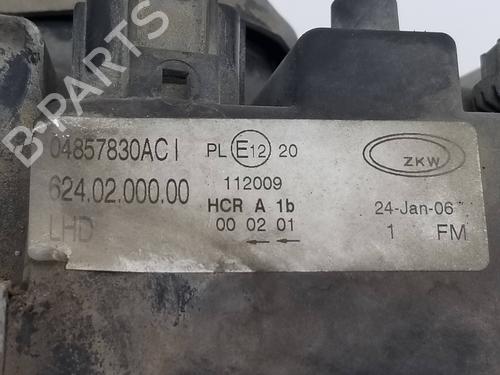 B-PARTS
04857830AC I
624.02.000.00
LHD
PL E12 20
112009
HCR A 1b
00 02 01
←←
ZKW
24-Jan-06
1 FM